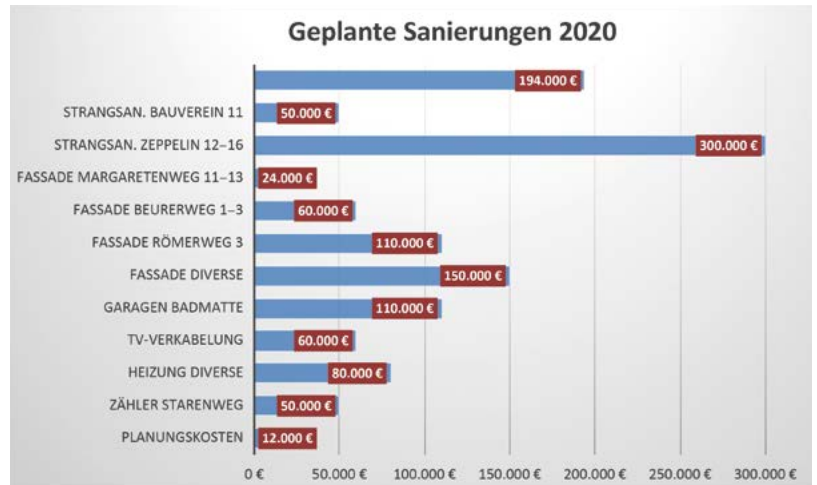 Geplante Sanierungen 2020
194.000 €
STRANGSAN. BAUVEREIN 11 50.000 €
STRANGSAN. ZEPPELIN 12–16 300.000 €
FASSADE MARGARETENWEG 11–13 24.000 €
FASSADE BEURERWEG 1–3 60.000 €
FASSADE RÖMERWEG 3 110.000 €
FASSADE DIVERSE 150.000 €
GARAGEN BADMATTE 110.000 €
TV-VERKABELUNG 60.000 €
HEIZUNG DIVERSE 80.000 €
ZÄHLER STARENWEG 50.000 €
PLANUNGSKOSTEN 12.000 €
0 € 50.000 € 100.000 € 150.000 € 200.000 € 250.000 € 300.000 €